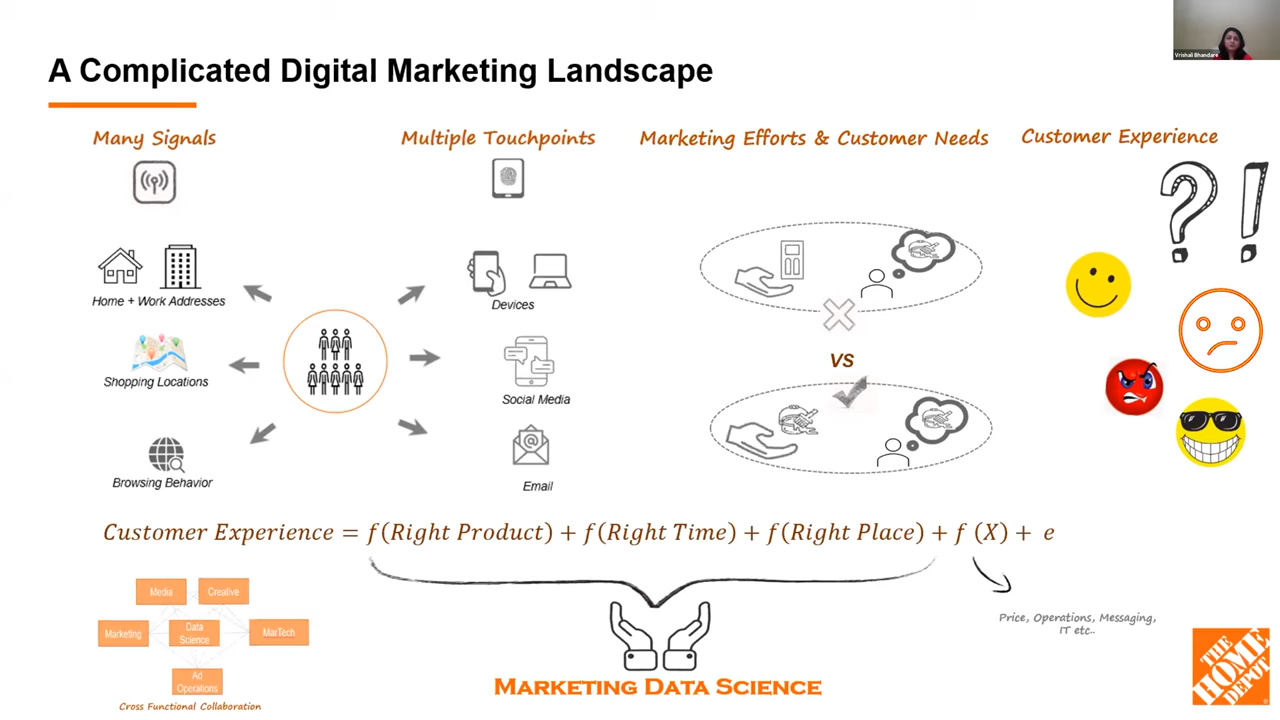 Vrishali Bhandare
A Complicated Digital Marketing Landscape
Many Signals
Multiple Touchpoints
Marketing Efforts & Customer Needs
Customer Experience
Home + Work Addresses
Shopping Locations
Browsing Behavior
Devices
Social Media
Email
VS
Customer Experience = f(Right Product) + f(Right Time) + f(Right Place) + f (X) + e
Media
Creative
Marketing
Data
Science
MarTech
Ad
Operations
Cross Functional Collaboration
MARKETING DATA SCIENCE
Price, Operations, Messaging,
IT etc..
THE
HOME
DEPOT